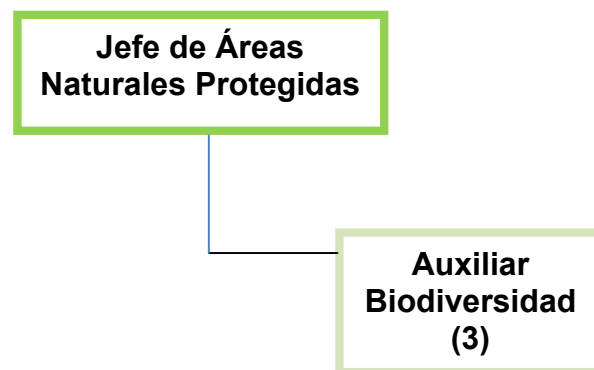 Jefe de Áreas
Naturales Protegidas
Auxiliar
Biodiversidad
(3)